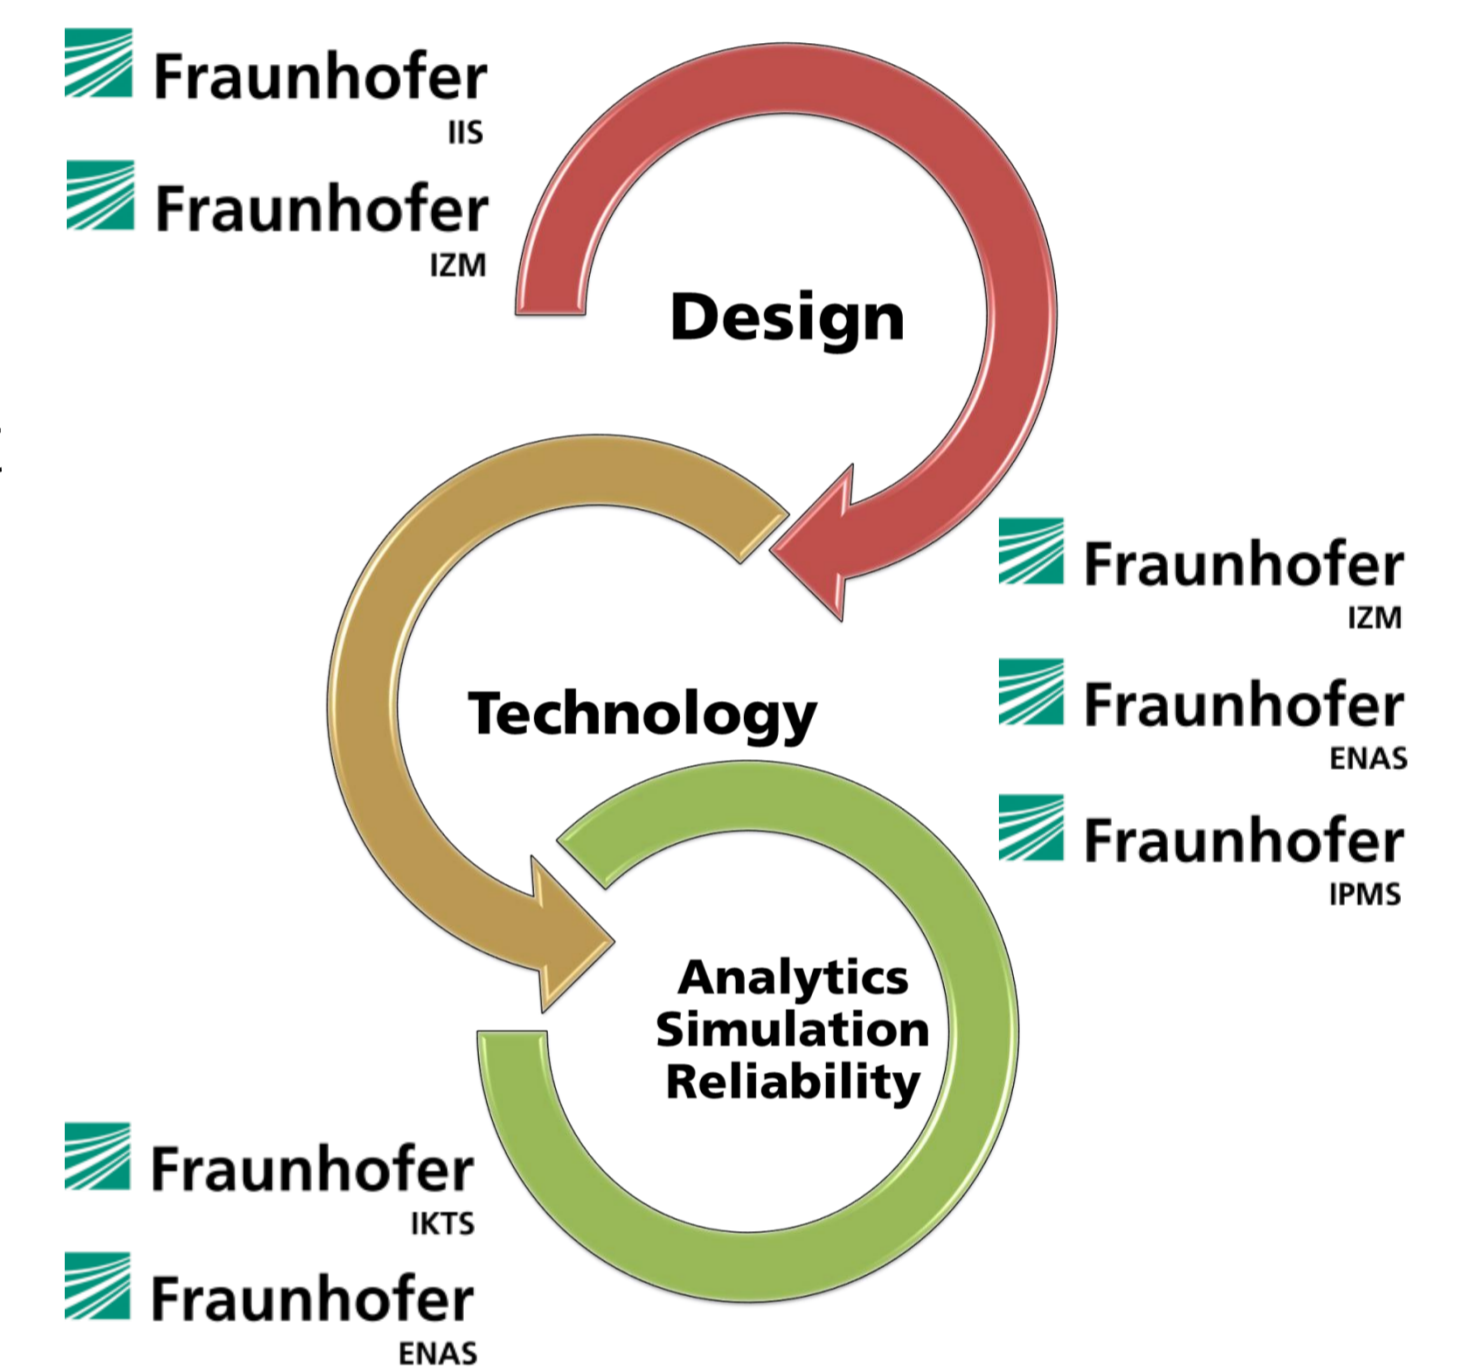 Fraunhofer
IIS
Fraunhofer
IZM
Design
Fraunhofer
IZM
Fraunhofer
ENAS
Technology
Fraunhofer
IPMS
Analytics
Simulation
Reliability
Fraunhofer
IKTS
Fraunhofer
ENAS